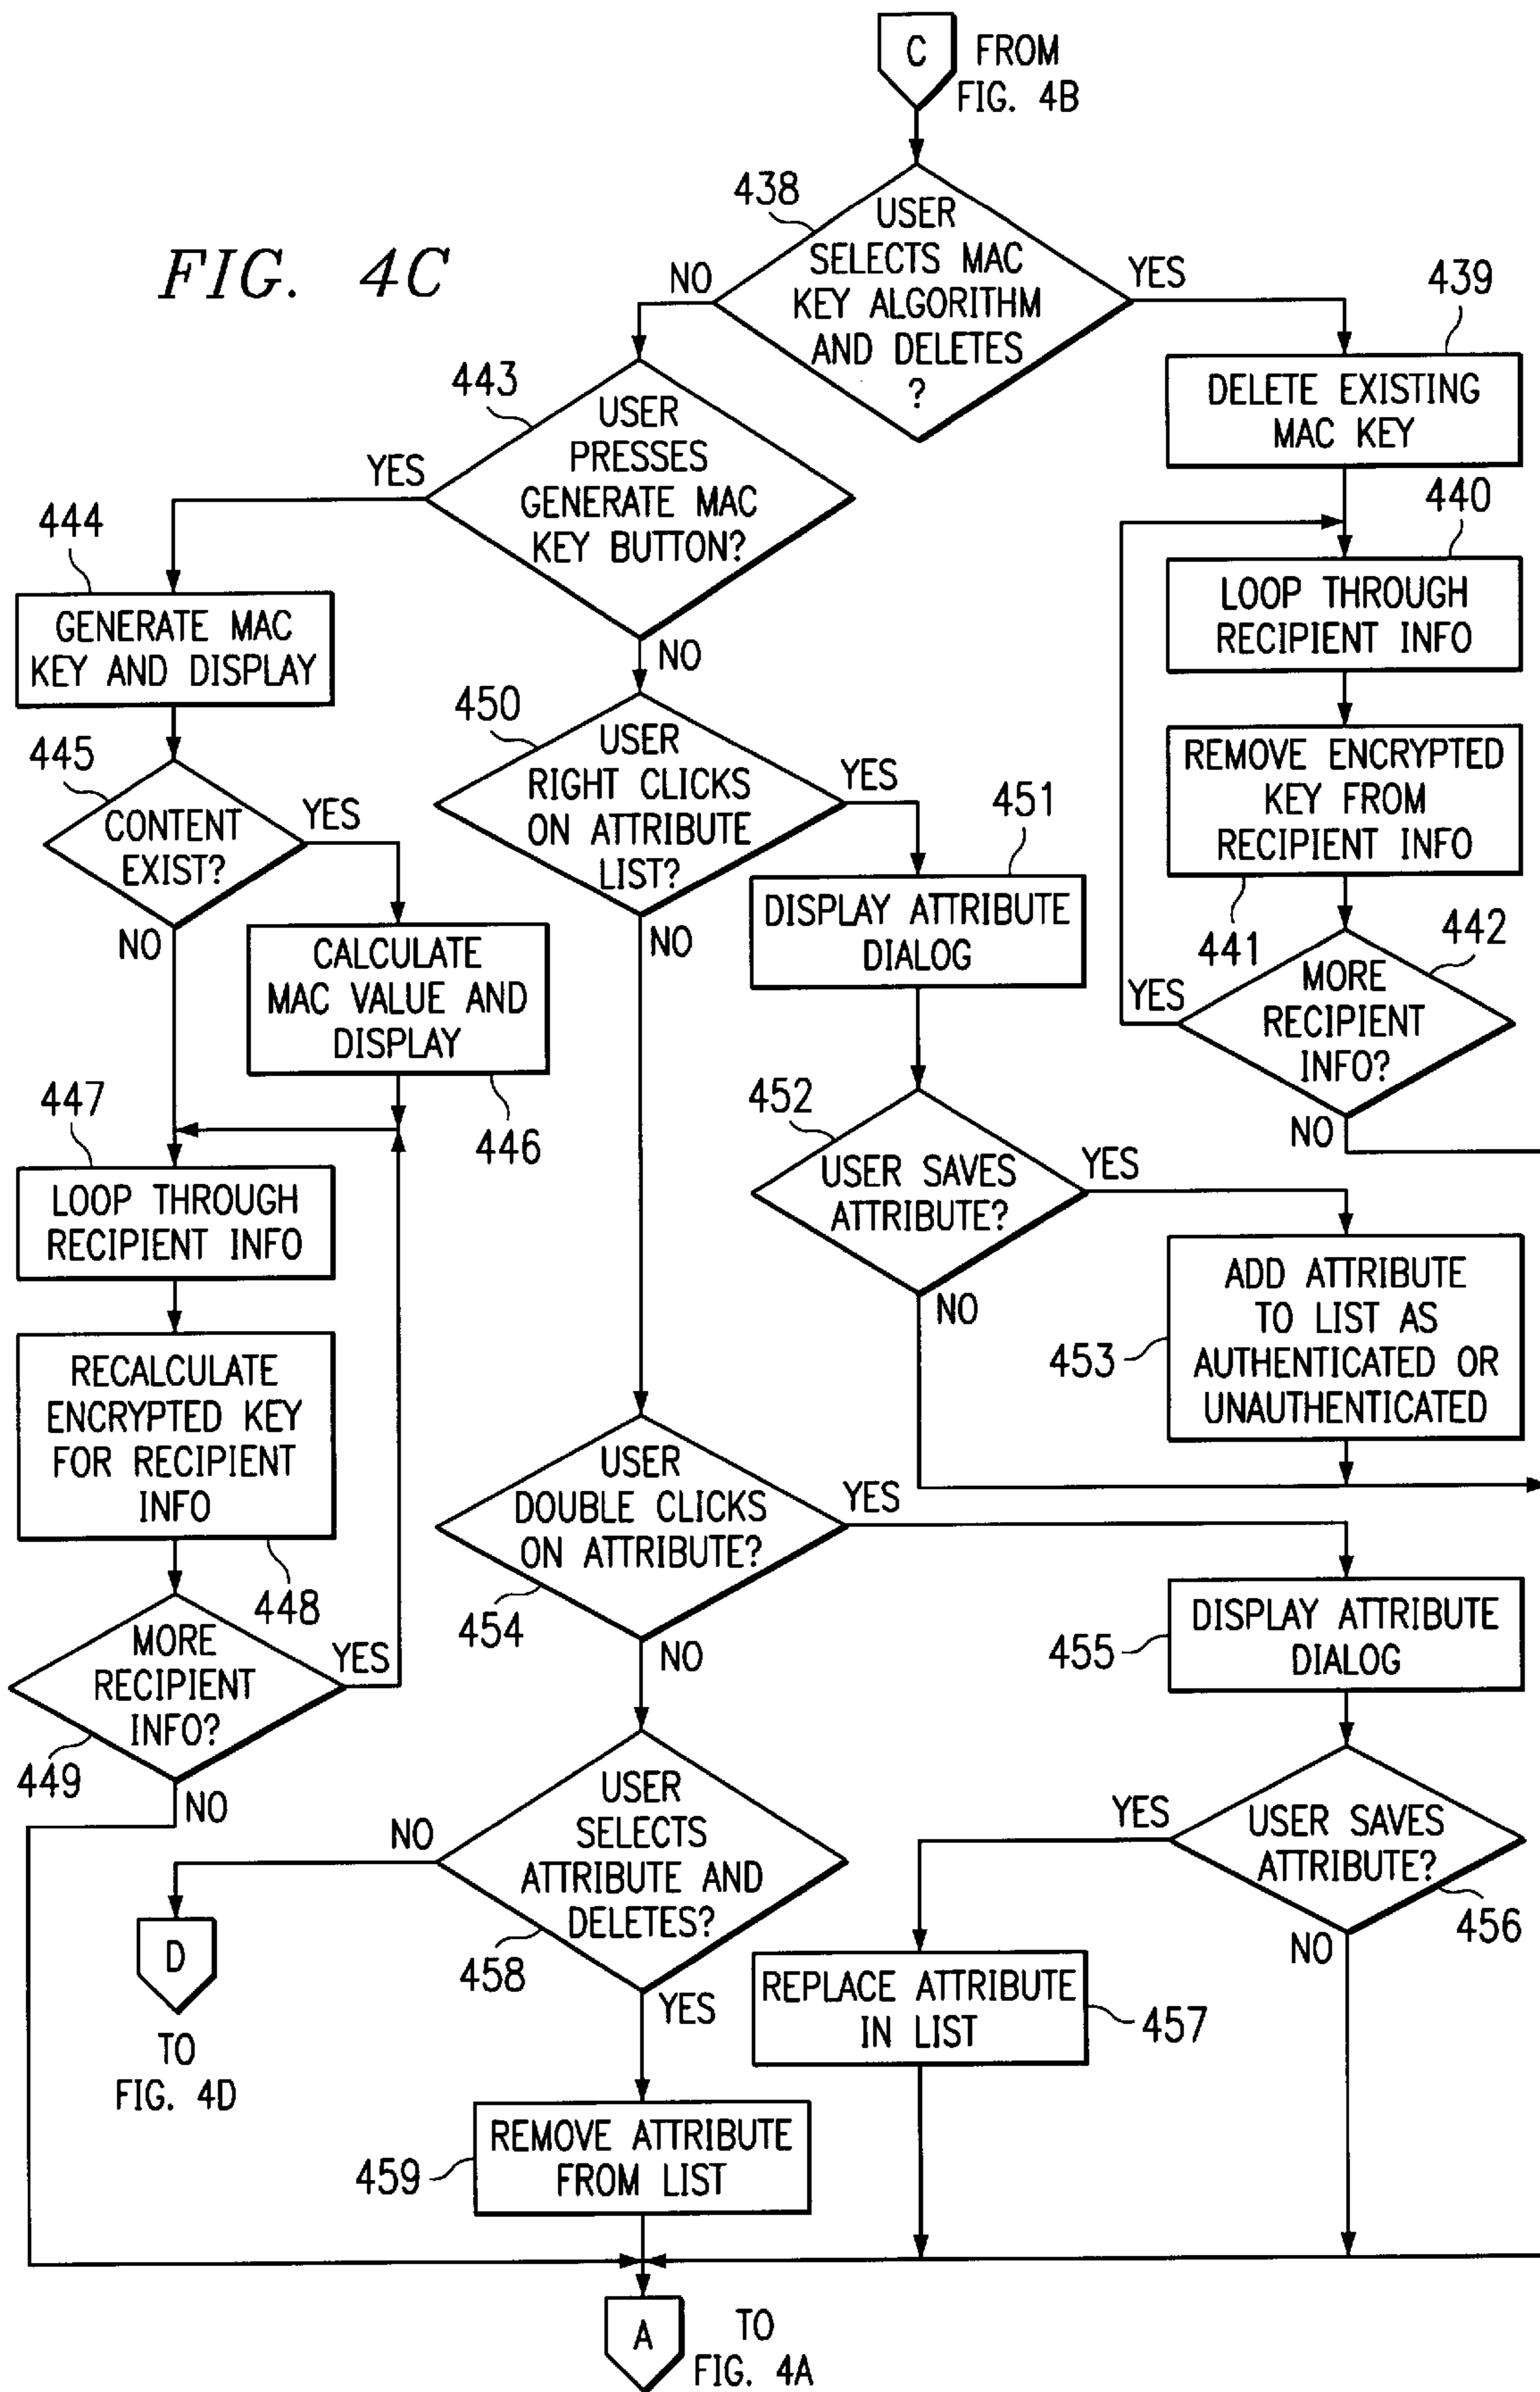 C
FROM
FIG. 4B
FIG. 4C
438
USER
SELECTS MAC
KEY ALGORITHM
AND DELETES
?
NO
YES
439
DELETE EXISTING
MAC KEY
443
USER
PRESSES
GENERATE MAC
KEY BUTTON?
YES
NO
440
LOOP THROUGH
RECIPIENT INFO
444
GENERATE MAC
KEY AND DISPLAY
450
USER
RIGHT CLICKS
ON ATTRIBUTE
LIST?
YES
NO
441
REMOVE ENCRYPTED
KEY FROM
RECIPIENT INFO
445
CONTENT
EXIST?
YES
NO
451
DISPLAY ATTRIBUTE
DIALOG
442
MORE
RECIPIENT
INFO?
YES
NO
446
CALCULATE
MAC VALUE AND
DISPLAY
447
LOOP THROUGH
RECIPIENT INFO
452
USER SAVES
ATTRIBUTE?
YES
NO
453
ADD ATTRIBUTE
TO LIST AS
AUTHENTICATED OR
UNAUTHENTICATED
448
RECALCULATE
ENCRYPTED KEY
FOR RECIPIENT
INFO
454
USER
DOUBLE CLICKS
ON ATTRIBUTE?
YES
NO
455
DISPLAY ATTRIBUTE
DIALOG
449
MORE
RECIPIENT
INFO?
YES
NO
458
USER
SELECTS
ATTRIBUTE AND
DELETES?
NO
YES
456
USER SAVES
ATTRIBUTE?
YES
NO
D
TO
FIG. 4D
457
REPLACE ATTRIBUTE
IN LIST
459
REMOVE ATTRIBUTE
FROM LIST
A
TO
FIG. 4A